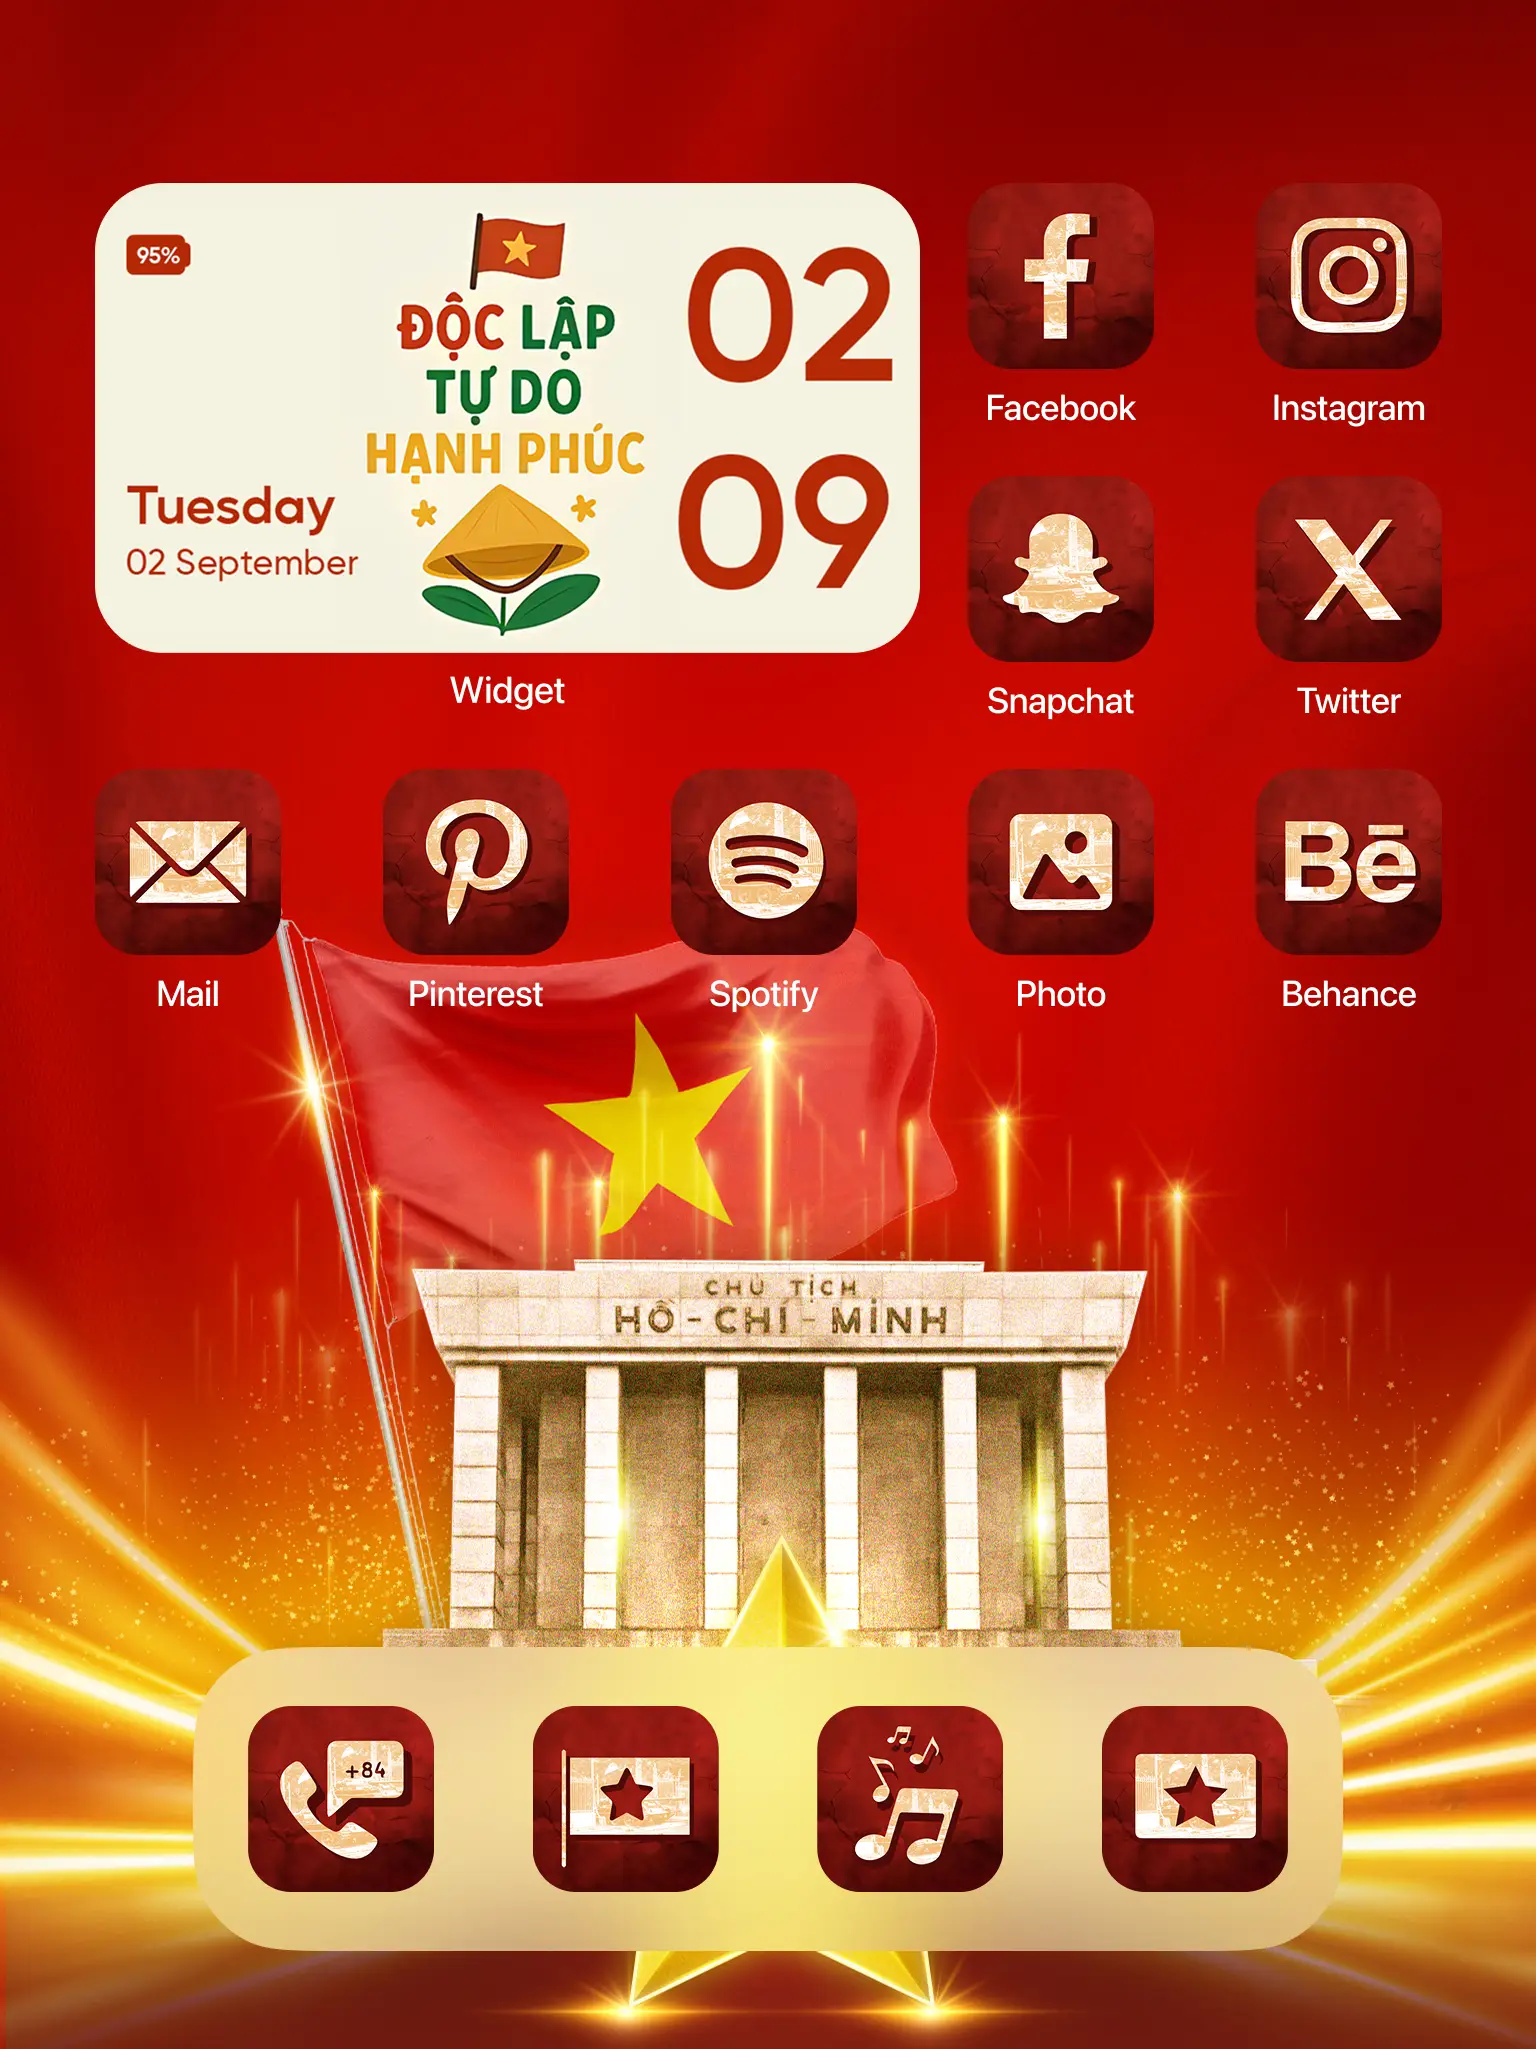 95%
ĐỘC LẬP
TỰ DO
HẠNH PHÚC
Tuesday
02 September
02
09
Widget
Facebook
Instagram
Snapchat
X
Twitter
Mail
Pinterest
Spotify
Photo
Bē
Behance
CHỦ TỊCH
HỒ-CHÍ-MINH
+84